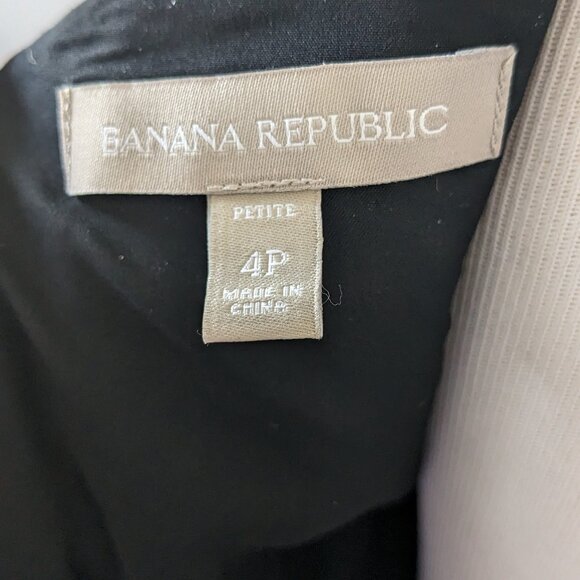 BANANA REPUBLIC
PETITE
4P
MADE IN
CHINA